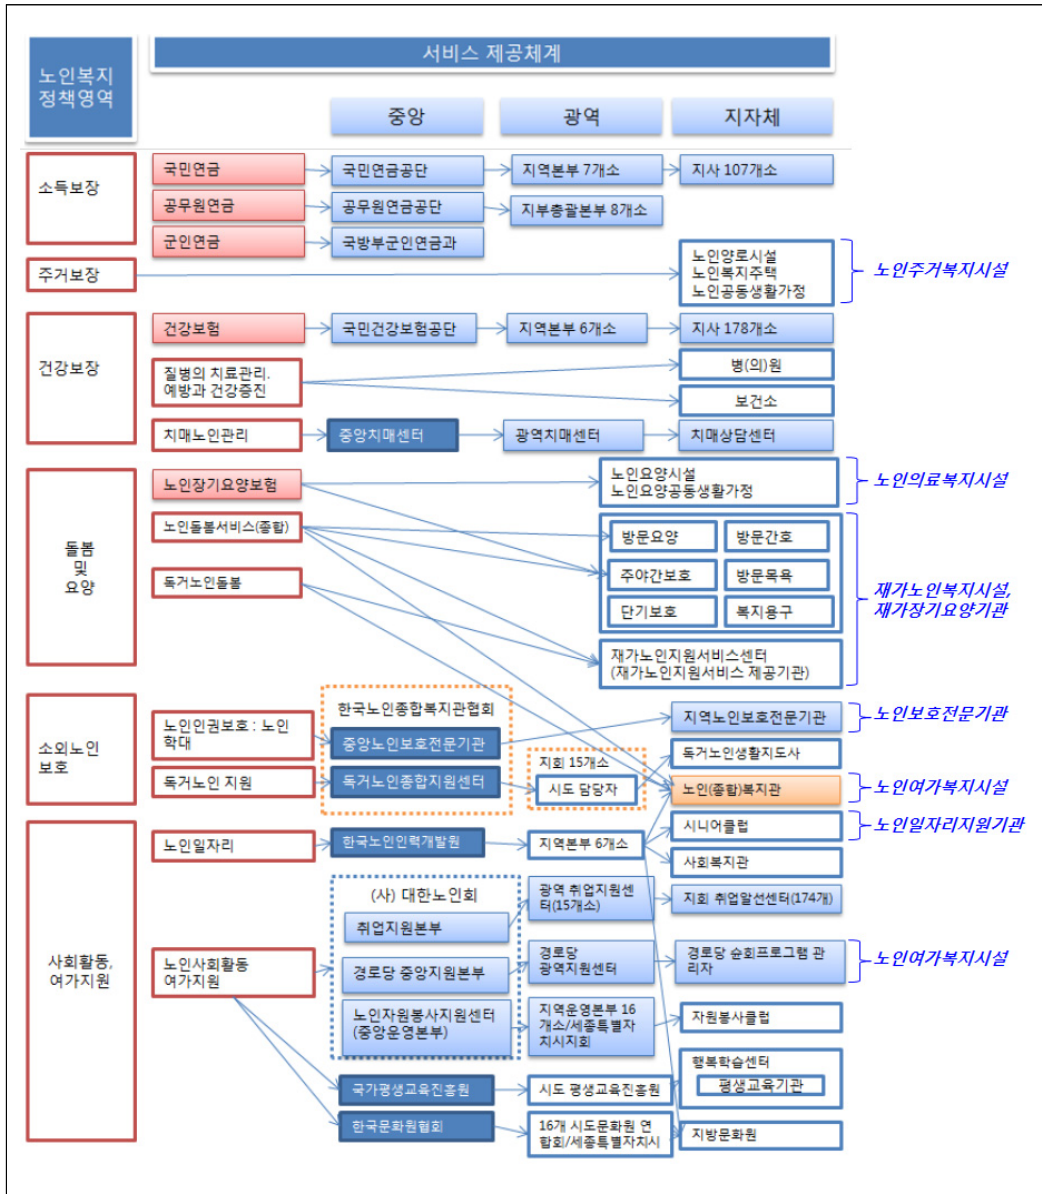 노인복지
정책영역
서비스 제공체계
중앙
광역
지자체
소득보장
국민연금
국민연금공단
지역본부 7개소
지사 107개소
공무원연금
공무원연금공단
지부총괄본부 8개소
군인연금
국방부군인연금과
주거보장
노인양로시설
노인복지주택
노인공동생활가정
노인주거복지시설
건강보장
건강보험
국민건강보험공단
지역본부 6개소
지사 178개소
질병의 치료관리.
예방과 건강증진
병(의)원
보건소
치매노인관리
중앙치매센터
광역치매센터
치매상담센터
돌봄
및
요양
노인장기요양보험
노인요양시설
노인요양공동생활가정
노인의료복지시설
노인돌봄서비스(종합)
방문요양
방문간호
독거노인돌봄
주야간보호
방문목욕
단기보호
복지용구
재가노인복지시설,
재가장기요양기관
재가노인지원서비스센터
(재가노인지원서비스 제공기관)
소외노인
보호
노인인권보호 : 노인
학대
한국노인종합복지관협회
중앙노인보호전문기관
지역노인보호전문기관
노인보호전문기관
독거노인 지원
독거노인종합지원센터
지회 15개소
시도 담당자
독거노인생활지도사
노인(종합)복지관
노인여가복지시설
사회활동,
여가지원
노인일자리
한국노인인력개발원
지역본부 6개소
시니어클럽
노인일자리지원기관
사회복지관
노인사회활동
여가지원
(사) 대한노인회
취업지원본부
광역 취업지원센
터(15개소)
지회 취업알선센터(174개)
경로당 중앙지원본부
경로당
광역지원센터
경로당 순회프로그램 관
리자
노인여가복지시설
노인자원봉사지원센터
(중앙운영본부)
지역운영본부 16
개소/세종특별자
치시지회
자원봉사클럽
국가평생교육진흥원
시도 평생교육진흥원
행복학습센터
평생교육기관
한국문화원협회
16개 시도문화원 연
합회/세종특별자치시
지방문화원